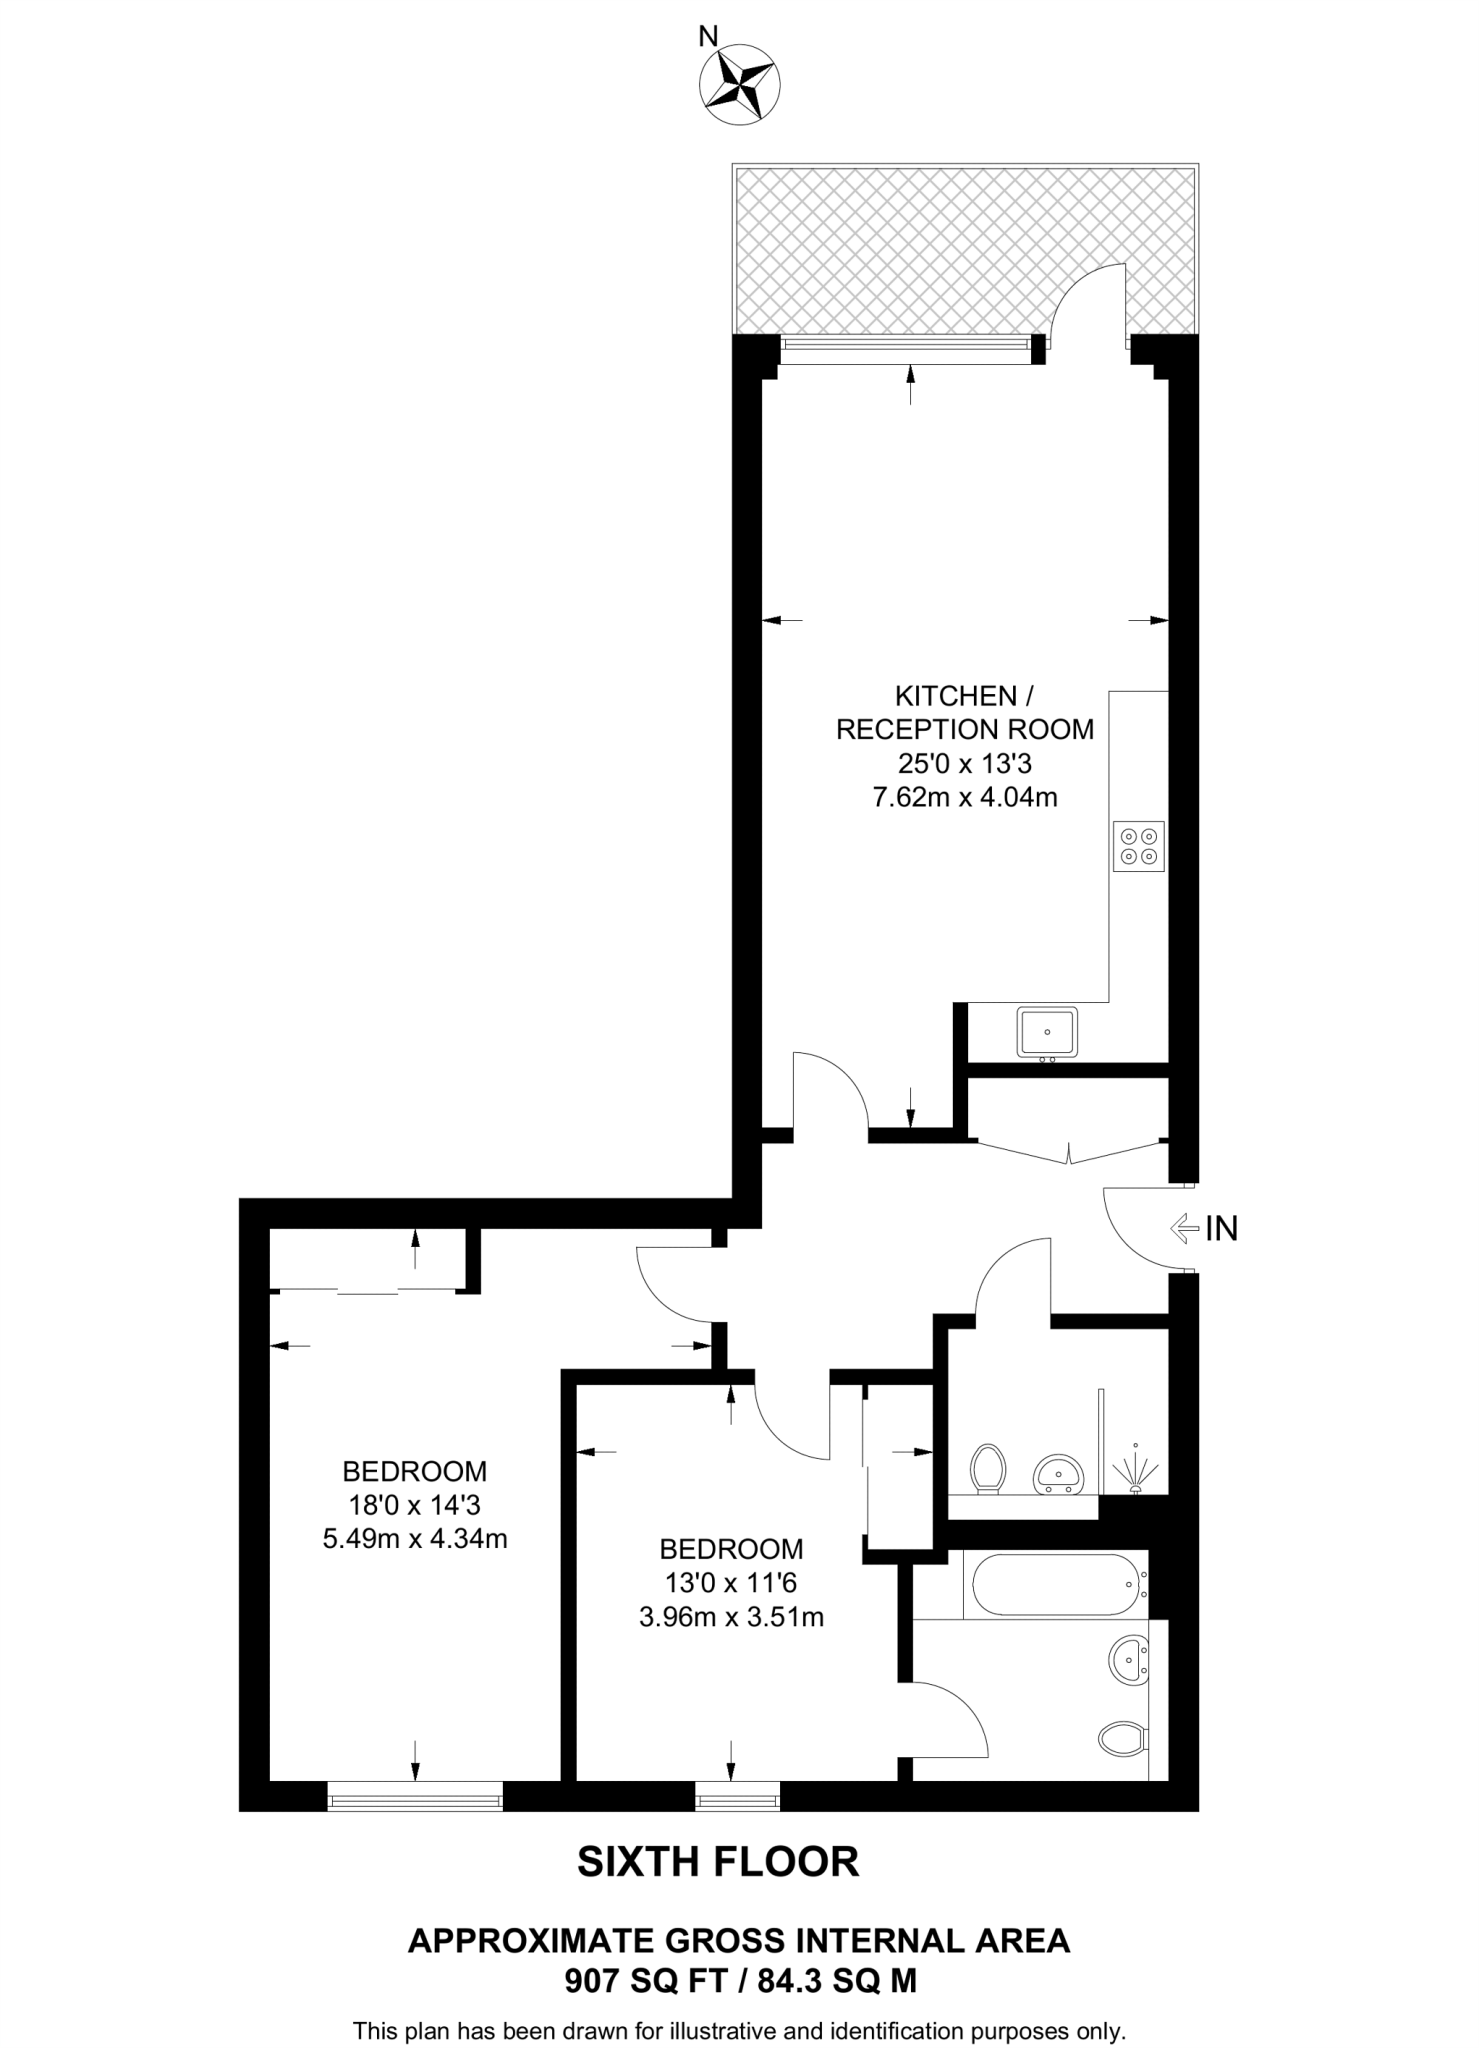 N
KITCHEN /
RECEPTION ROOM
25'0 x 13'3
7.62m x 4.04m
IN
BEDROOM
18'0 x 14'3
5.49m x 4.34m
BEDROOM
13'0 x 11'6
3.96m x 3.51m
SIXTH FLOOR
APPROXIMATE GROSS INTERNAL AREA
907 SQ FT / 84.3 SQ M
This plan has been drawn for illustrative and identification purposes only.